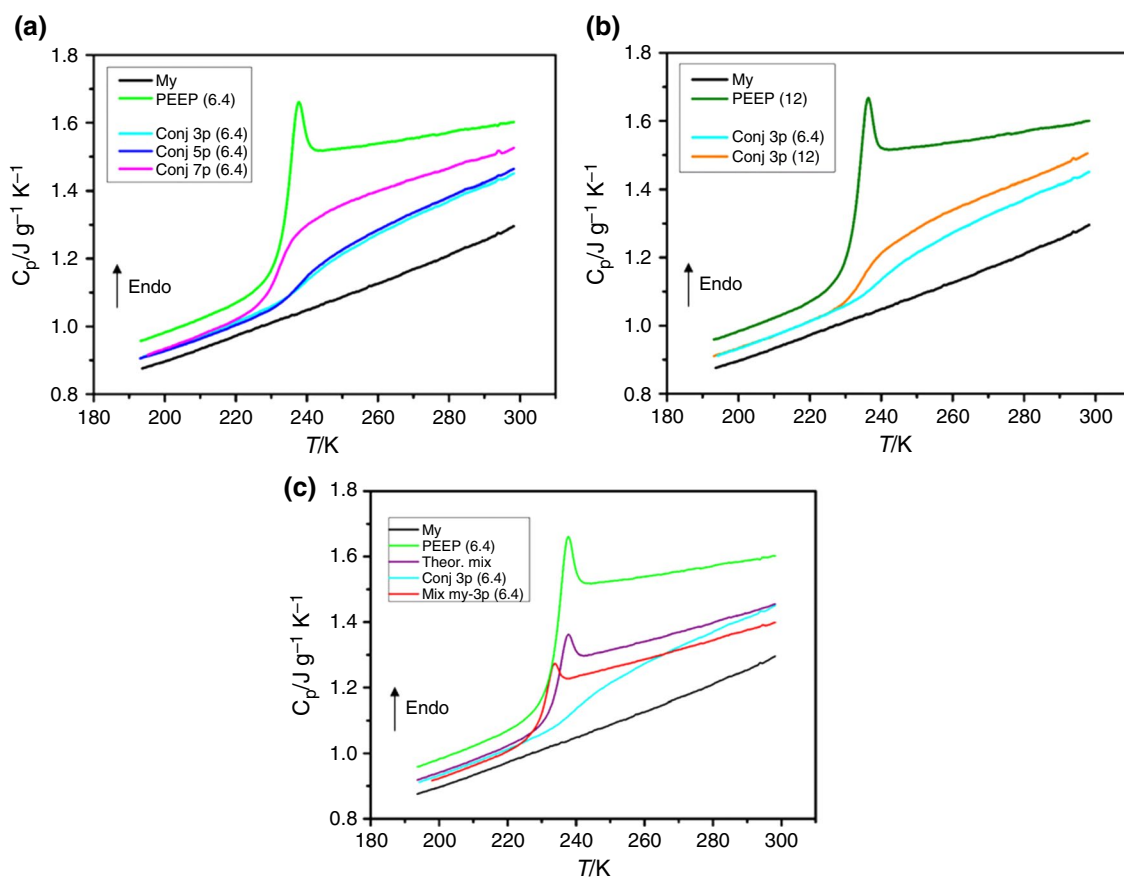 (a)
1.8
1.6
1.4
1.2
1.0
0.8
Cp/J g−1 K−1
My
PEEP (6.4)
Conj 3p (6.4)
Conj 5p (6.4)
Conj 7p (6.4)
Endo
180 200 220 240 260 280 300
T/K
(b)
1.8
1.6
1.4
1.2
1.0
0.8
Cp/J g−1 K−1
My
PEEP (12)
Conj 3p (6.4)
Conj 3p (12)
Endo
180 200 220 240 260 280 300
T/K
(c)
1.8
1.6
1.4
1.2
1.0
0.8
Cp/J g−1 K−1
My
PEEP (6.4)
Theor. mix
Conj 3p (6.4)
Mix my-3p (6.4)
Endo
180 200 220 240 260 280 300
T/K